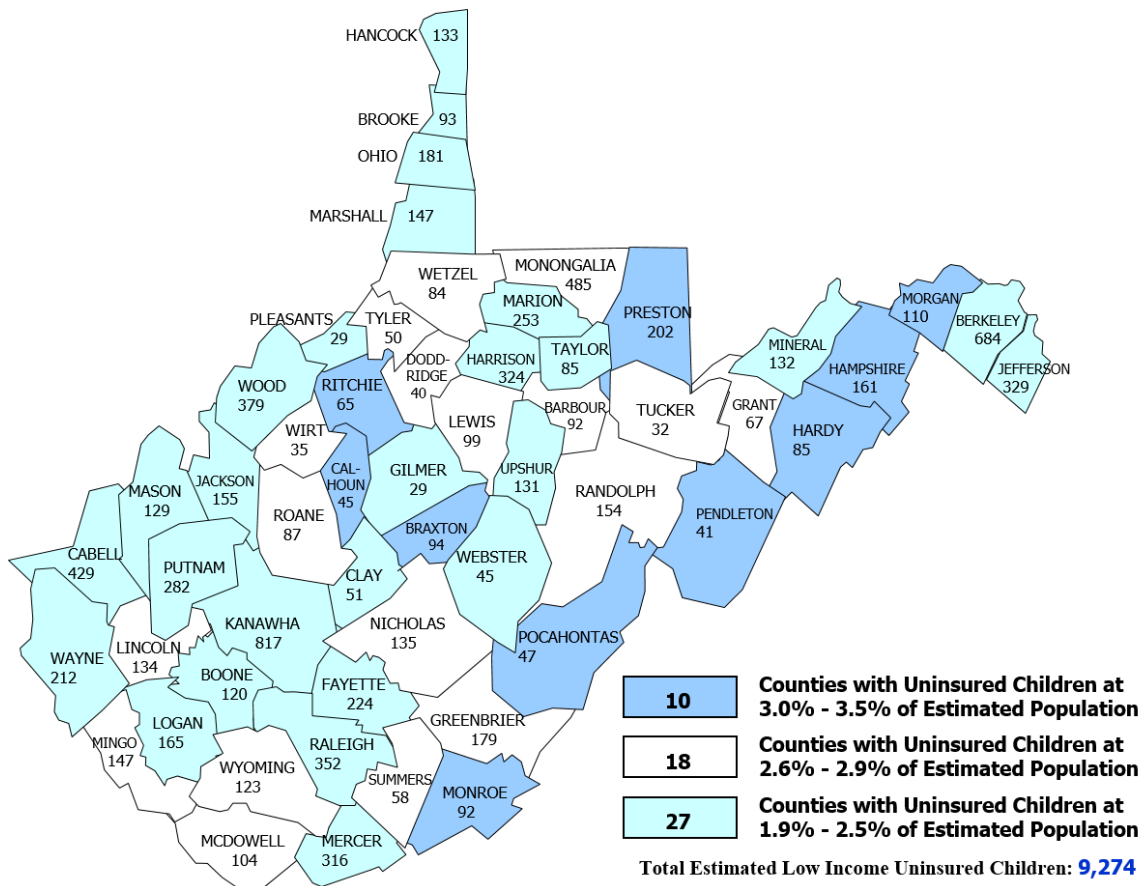 HANCOCK
133
BROOKE
93
OHIO
181
MARSHALL
147
WETZEL
84
MONONGALIA
485
MARION
253
PRESTON
202
PLEASANTS
29
TYLER
50
DODD-
RIDGE
40
HARRISON
324
TAYLOR
85
MINERAL
132
MORGAN
110
BERKELEY
684
JEFFERSON
329
HAMPSHIRE
161
WOOD
379
RITCHIE
65
WIRT
35
LEWIS
99
BARBOUR
92
TUCKER
32
GRANT
67
HARDY
85
CAL-
HOUN
45
GILMER
29
UPSHUR
131
RANDOLPH
154
PENDLETON
41
MASON
129
JACKSON
155
ROANE
87
BRAXTON
94
WEBSTER
45
CABELL
429
PUTNAM
282
CLAY
51
KANAWHA
817
NICHOLAS
135
POCAHONTAS
47
WAYNE
212
LINCOLN
134
BOONE
120
FAYETTE
224
GREENBRIER
179
LOGAN
165
MINGO
147
RALEIGH
352
WYOMING
123
SUMMERS
58
MONROE
92
MCDOWELL
104
MERCER
316
10
Counties with Uninsured Children at
3.0% - 3.5% of Estimated Population
18
Counties with Uninsured Children at
2.6% - 2.9% of Estimated Population
27
Counties with Uninsured Children at
1.9% - 2.5% of Estimated Population
Total Estimated Low Income Uninsured Children: 9,274